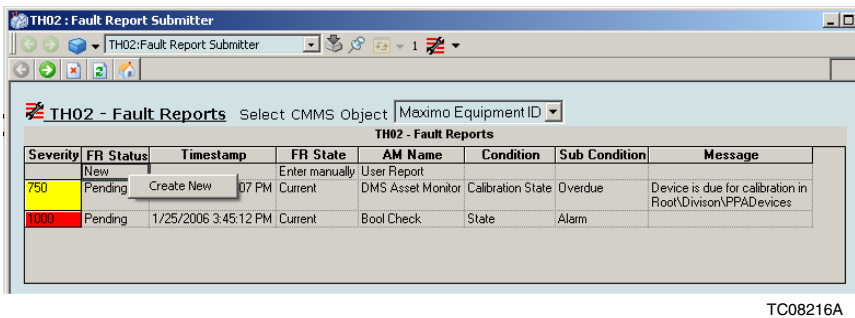 TH02 : Fault Report Submitter
TH02:Fault Report Submitter 1
TH02 - Fault Reports Select CMMS Object Maximo Equipment ID
TH02 - Fault Reports
Severity FR Status Timestamp FR State AM Name Condition Sub Condition Message
New Enter manually User Report
750 Pending 07 PM Current DMS Asset Monitor Calibration State Overdue Device is due for calibration in
Root\Divison\PPADevices
Create New
1000 Pending 1/25/2006 3:45:12 PM Current Bool Check State Alarm
TC08216A